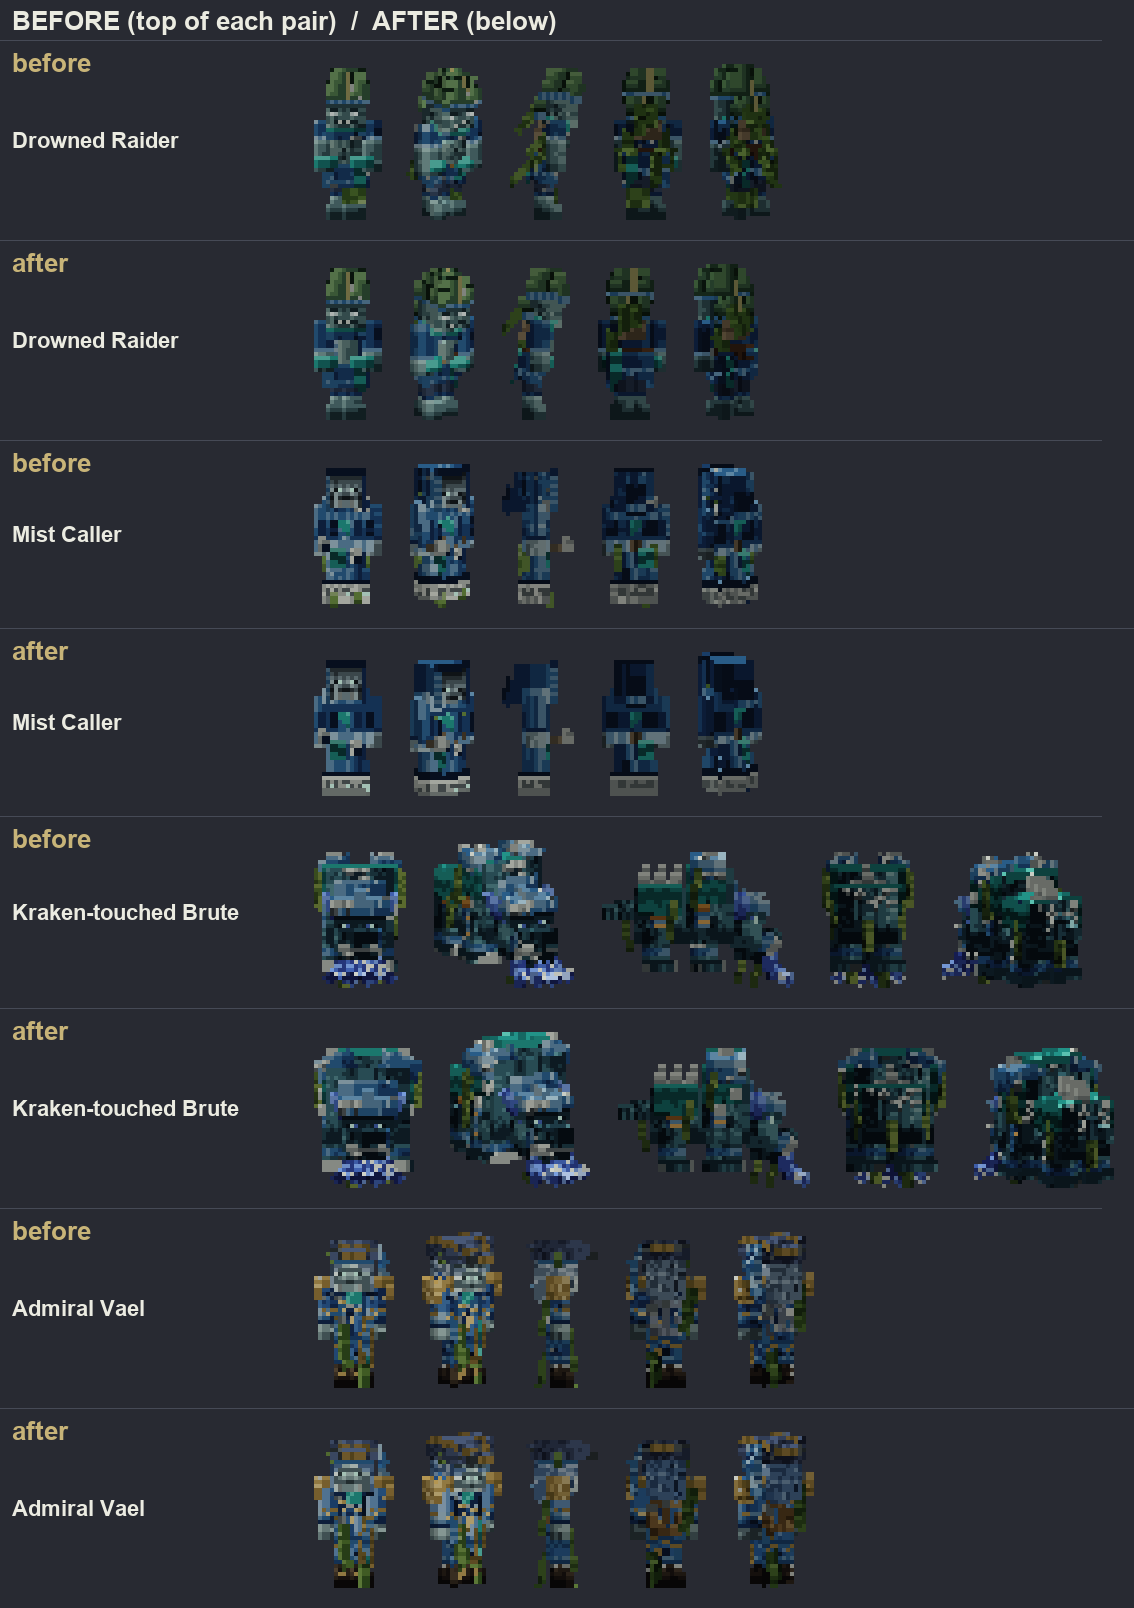 BEFORE (top of each pair) / AFTER (below)
before
Drowned Raider
after
Drowned Raider
before
Mist Caller
after
Mist Caller
before
Kraken-touched Brute
after
Kraken-touched Brute
before
Admiral Vael
after
Admiral Vael